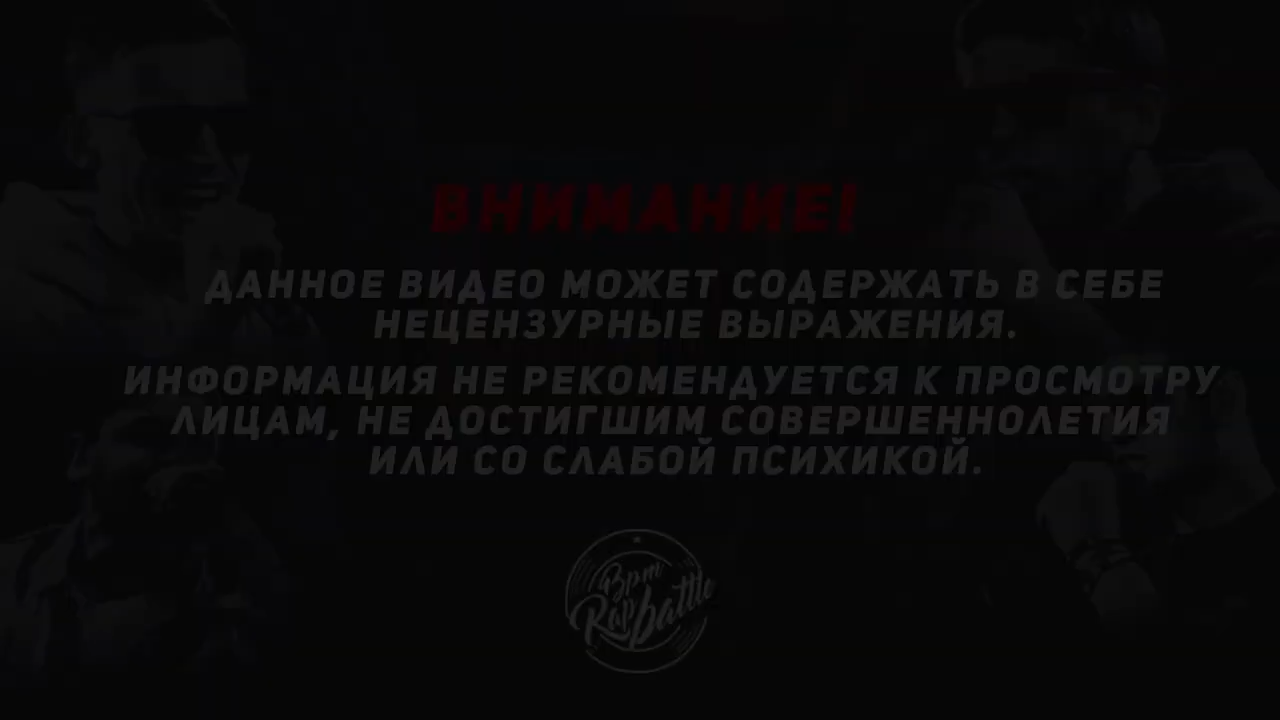 ВНИМАНИЕ!
ДАННОЕ ВИДЕО МОЖЕТ СОДЕРЖАТЬ В СЕБЕ
НЕЦЕНЗУРНЫЕ ВЫРАЖЕНИЯ.
ИНФОРМАЦИЯ НЕ РЕКОМЕНДУЕТСЯ К ПРОСМОТРУ
ЛИЦАМ, НЕ ДОСТИГШИМ СОВЕРШЕННОЛЕТИЯ
ИЛИ СО СЛАБОЙ ПСИХИКОЙ.
Bpm
Rap battle